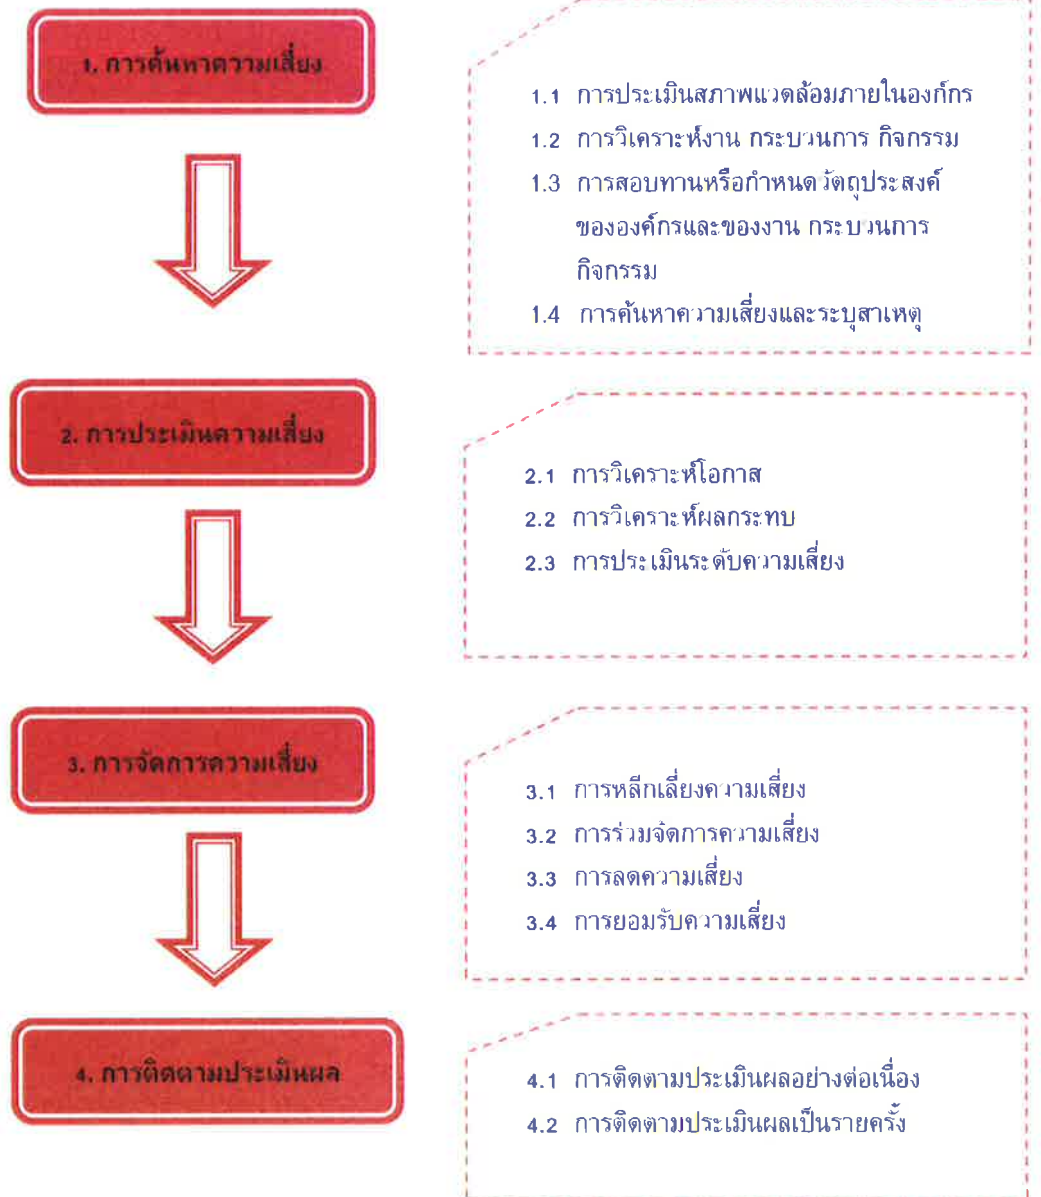 1. การค้นหาความเสี่ยง
1.1 การประเมินสภาพแวดล้อมภายในองก์กร
1.2 การวิเคราะห์งาน กระบวนการ กิจกรรม
1.3 การสอบทานหรือกำหนดวัตถุประสงค์
ขององค์กรและของงาน กระบวนการ
กิจกรรม
1.4 การค้นหาความเสี่ยงและระบุสาเหตุ
2. การประเมินความเสี่ยง
2.1 การวิเคราะห์โอกาส
2.2 การวิเคราะห์ผลกระทบ
2.3 การประเมินระดับความเสี่ยง
3. การจัดการความเสี่ยง
3.1 การหลีกเลี่ยงความเสี่ยง
3.2 การร่วมจัดการความเสี่ยง
3.3 การลดความเสี่ยง
3.4 การยอมรับความเสี่ยง
4. การติดตามประเมินผล
4.1 การติดตามประเมินผลอย่างต่อเนื่อง
4.2 การติดตามประเมินผลเป็นรายครั้ง